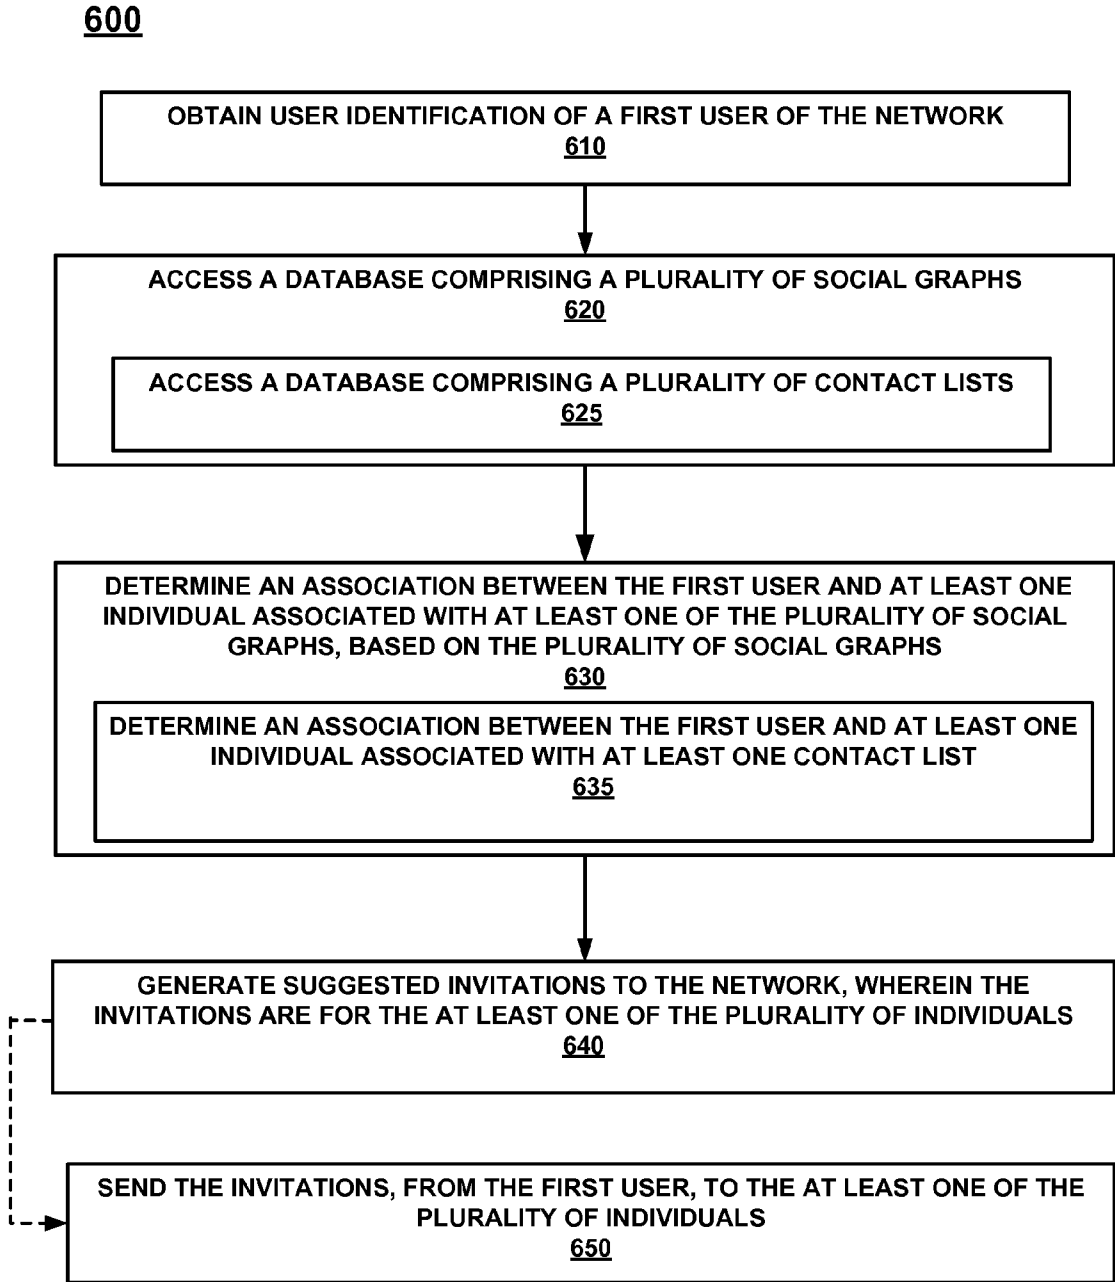 600
OBTAIN USER IDENTIFICATION OF A FIRST USER OF THE NETWORK
610
ACCESS A DATABASE COMPRISING A PLURALITY OF SOCIAL GRAPHS
620
ACCESS A DATABASE COMPRISING A PLURALITY OF CONTACT LISTS
625
DETERMINE AN ASSOCIATION BETWEEN THE FIRST USER AND AT LEAST ONE
INDIVIDUAL ASSOCIATED WITH AT LEAST ONE OF THE PLURALITY OF SOCIAL
GRAPHS, BASED ON THE PLURALITY OF SOCIAL GRAPHS
630
DETERMINE AN ASSOCIATION BETWEEN THE FIRST USER AND AT LEAST ONE
INDIVIDUAL ASSOCIATED WITH AT LEAST ONE CONTACT LIST
635
GENERATE SUGGESTED INVITATIONS TO THE NETWORK, WHEREIN THE
INVITATIONS ARE FOR THE AT LEAST ONE OF THE PLURALITY OF INDIVIDUALS
640
SEND THE INVITATIONS, FROM THE FIRST USER, TO THE AT LEAST ONE OF THE
PLURALITY OF INDIVIDUALS
650